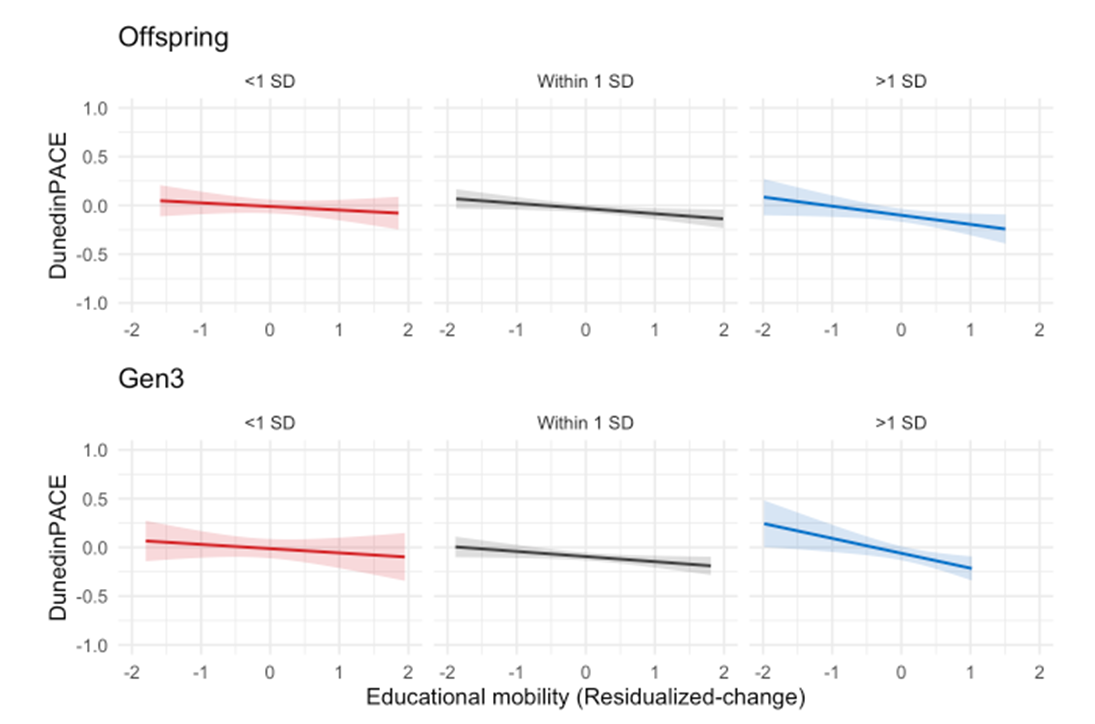 Offspring
<1 SD Within 1 SD >1 SD
DunedinPACE
1.0
0.5
0.0
-0.5
-1.0
-2 -1 0 1 2 -2 -1 0 1 2 -2 -1 0 1 2
Gen3
<1 SD Within 1 SD >1 SD
DunedinPACE
1.0
0.5
0.0
-0.5
-1.0
-2 -1 0 1 2 -2 -1 0 1 2 -2 -1 0 1 2
Educational mobility (Residualized-change)